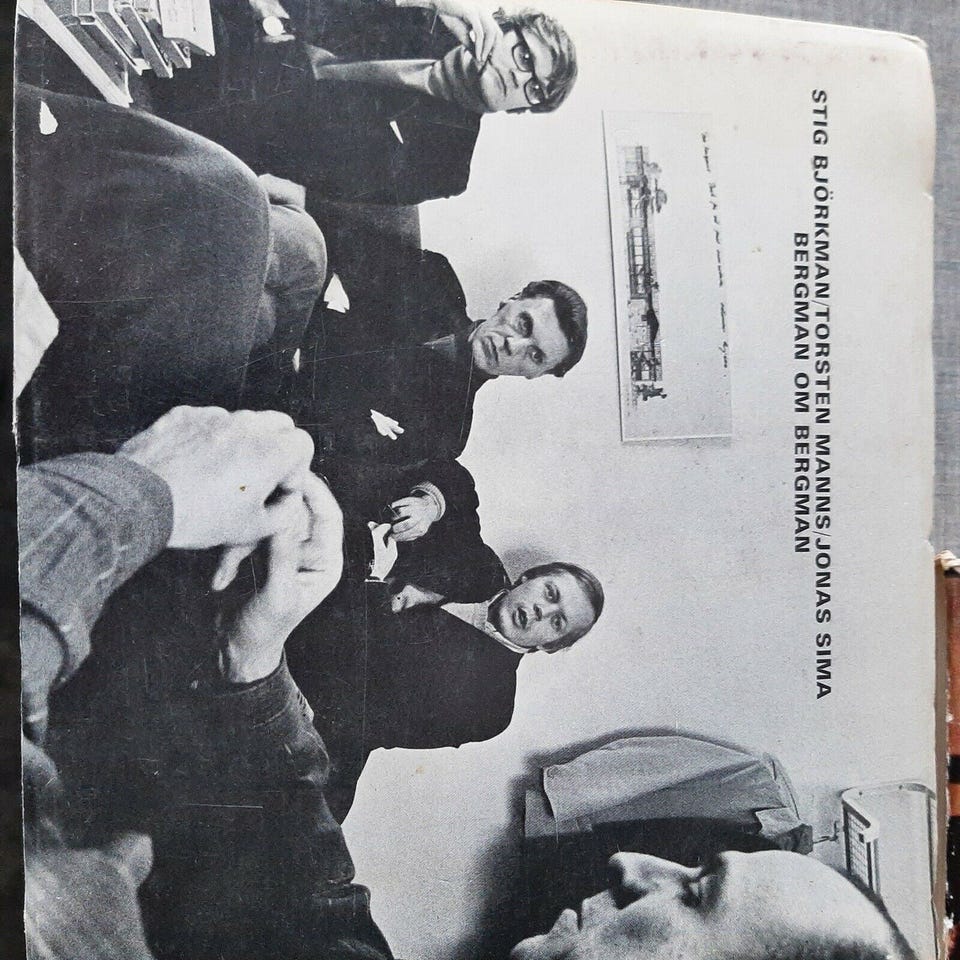 STIG BJÖRKMAN/TORSTEN MANNS/JONAS SIMA
BERGMAN OM BERGMAN